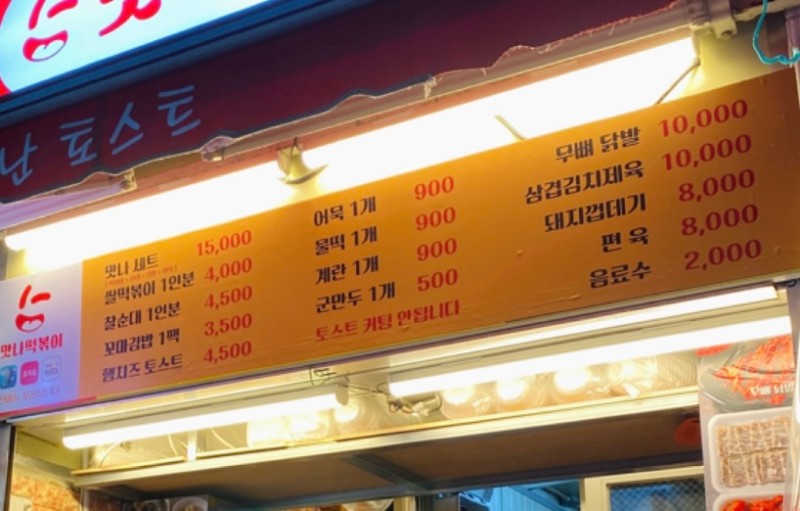 난 토스트
맛나 세트 15,000
쌀떡볶이 1인분 4,000
찰순대 1인분 4,500
꼬마김밥 1팩 3,500
햄치즈 토스트 4,500
어묵 1개 900
물떡 1개 900
계란 1개 900
군만두 1개 500
토스트 커팅 안됩니다
무뼈 닭발 10,000
삼겹김치제육 10,000
돼지껍데기 8,000
편 육 8,000
음료수 2,000
맛나떡볶이
무뼈 닭발